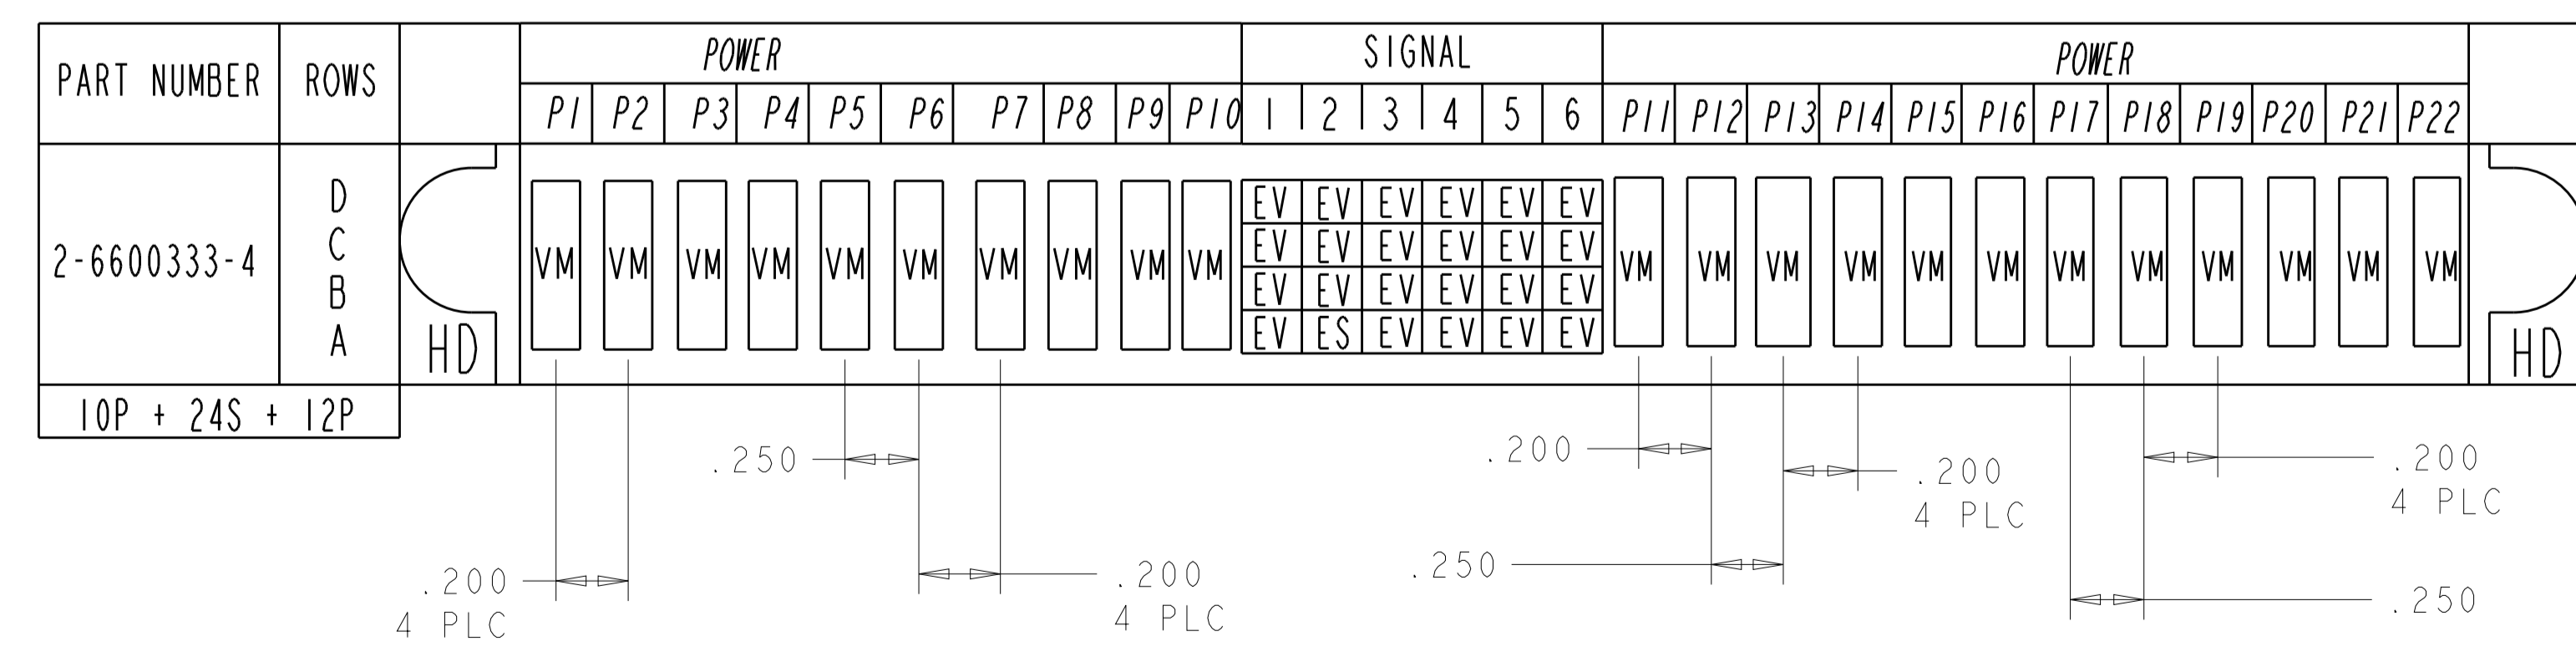 PART NUMBER ROWS POWER SIGNAL POWER
P1 P2 P3 P4 P5 P6 P7 P8 P9 P10 1 2 3 4 5 6 P11 P12 P13 P14 P15 P16 P17 P18 P19 P20 P21 P22
2-6600333-4
D
C
B
A
HD
VM VM VM VM VM VM VM VM VM VM
EV EV EV EV EV EV
EV EV EV EV EV EV
EV EV EV EV EV EV
EV ES EV EV EV EV
VM VM VM VM VM VM VM VM VM VM VM VM
HD
10P + 24S + 12P
.250
.200
.200
4 PLC
.200
4 PLC
.200
4 PLC
.200
4 PLC
.250
.250